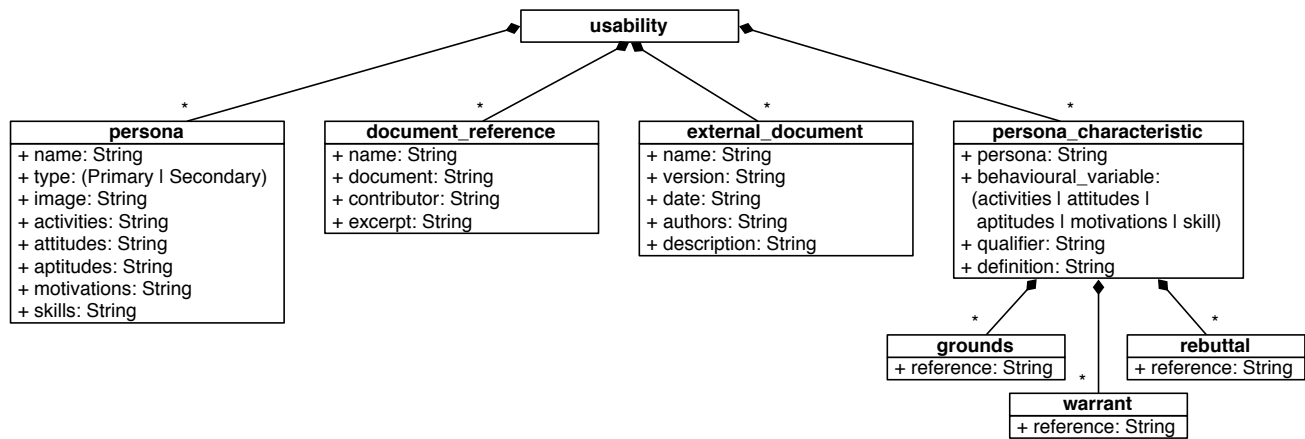 usability
*
*
*
*
persona
+ name: String
+ type: (Primary | Secondary)
+ image: String
+ activities: String
+ attitudes: String
+ aptitudes: String
+ motivations: String
+ skills: String
document_reference
+ name: String
+ document: String
+ contributor: String
+ excerpt: String
external_document
+ name: String
+ version: String
+ date: String
+ authors: String
+ description: String
persona_characteristic
+ persona: String
+ behavioural_variable:
(activities | attitudes |
aptitudes | motivations | skill)
+ qualifier: String
+ definition: String
*
*
*
grounds
+ reference: String
rebuttal
+ reference: String
warrant
+ reference: String